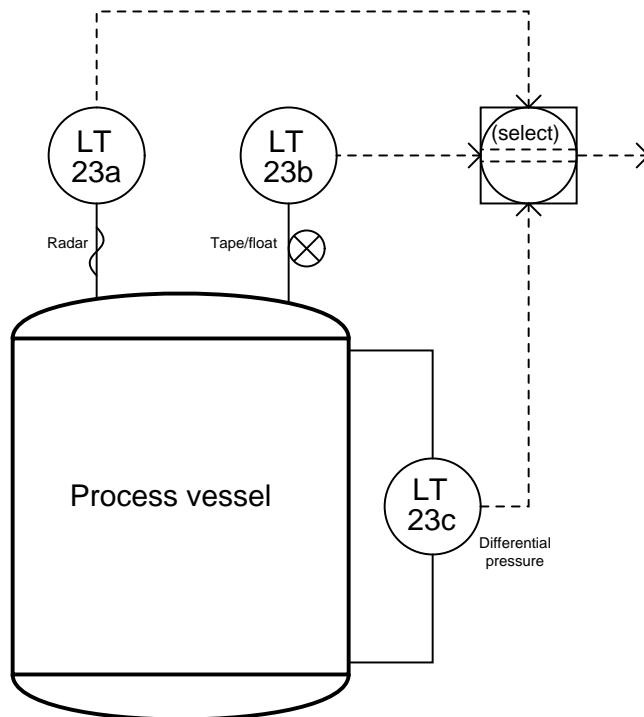 LT
23a
LT
23b
(select)
Radar
Tape/float
Process vessel
LT
23c
Differential
pressure